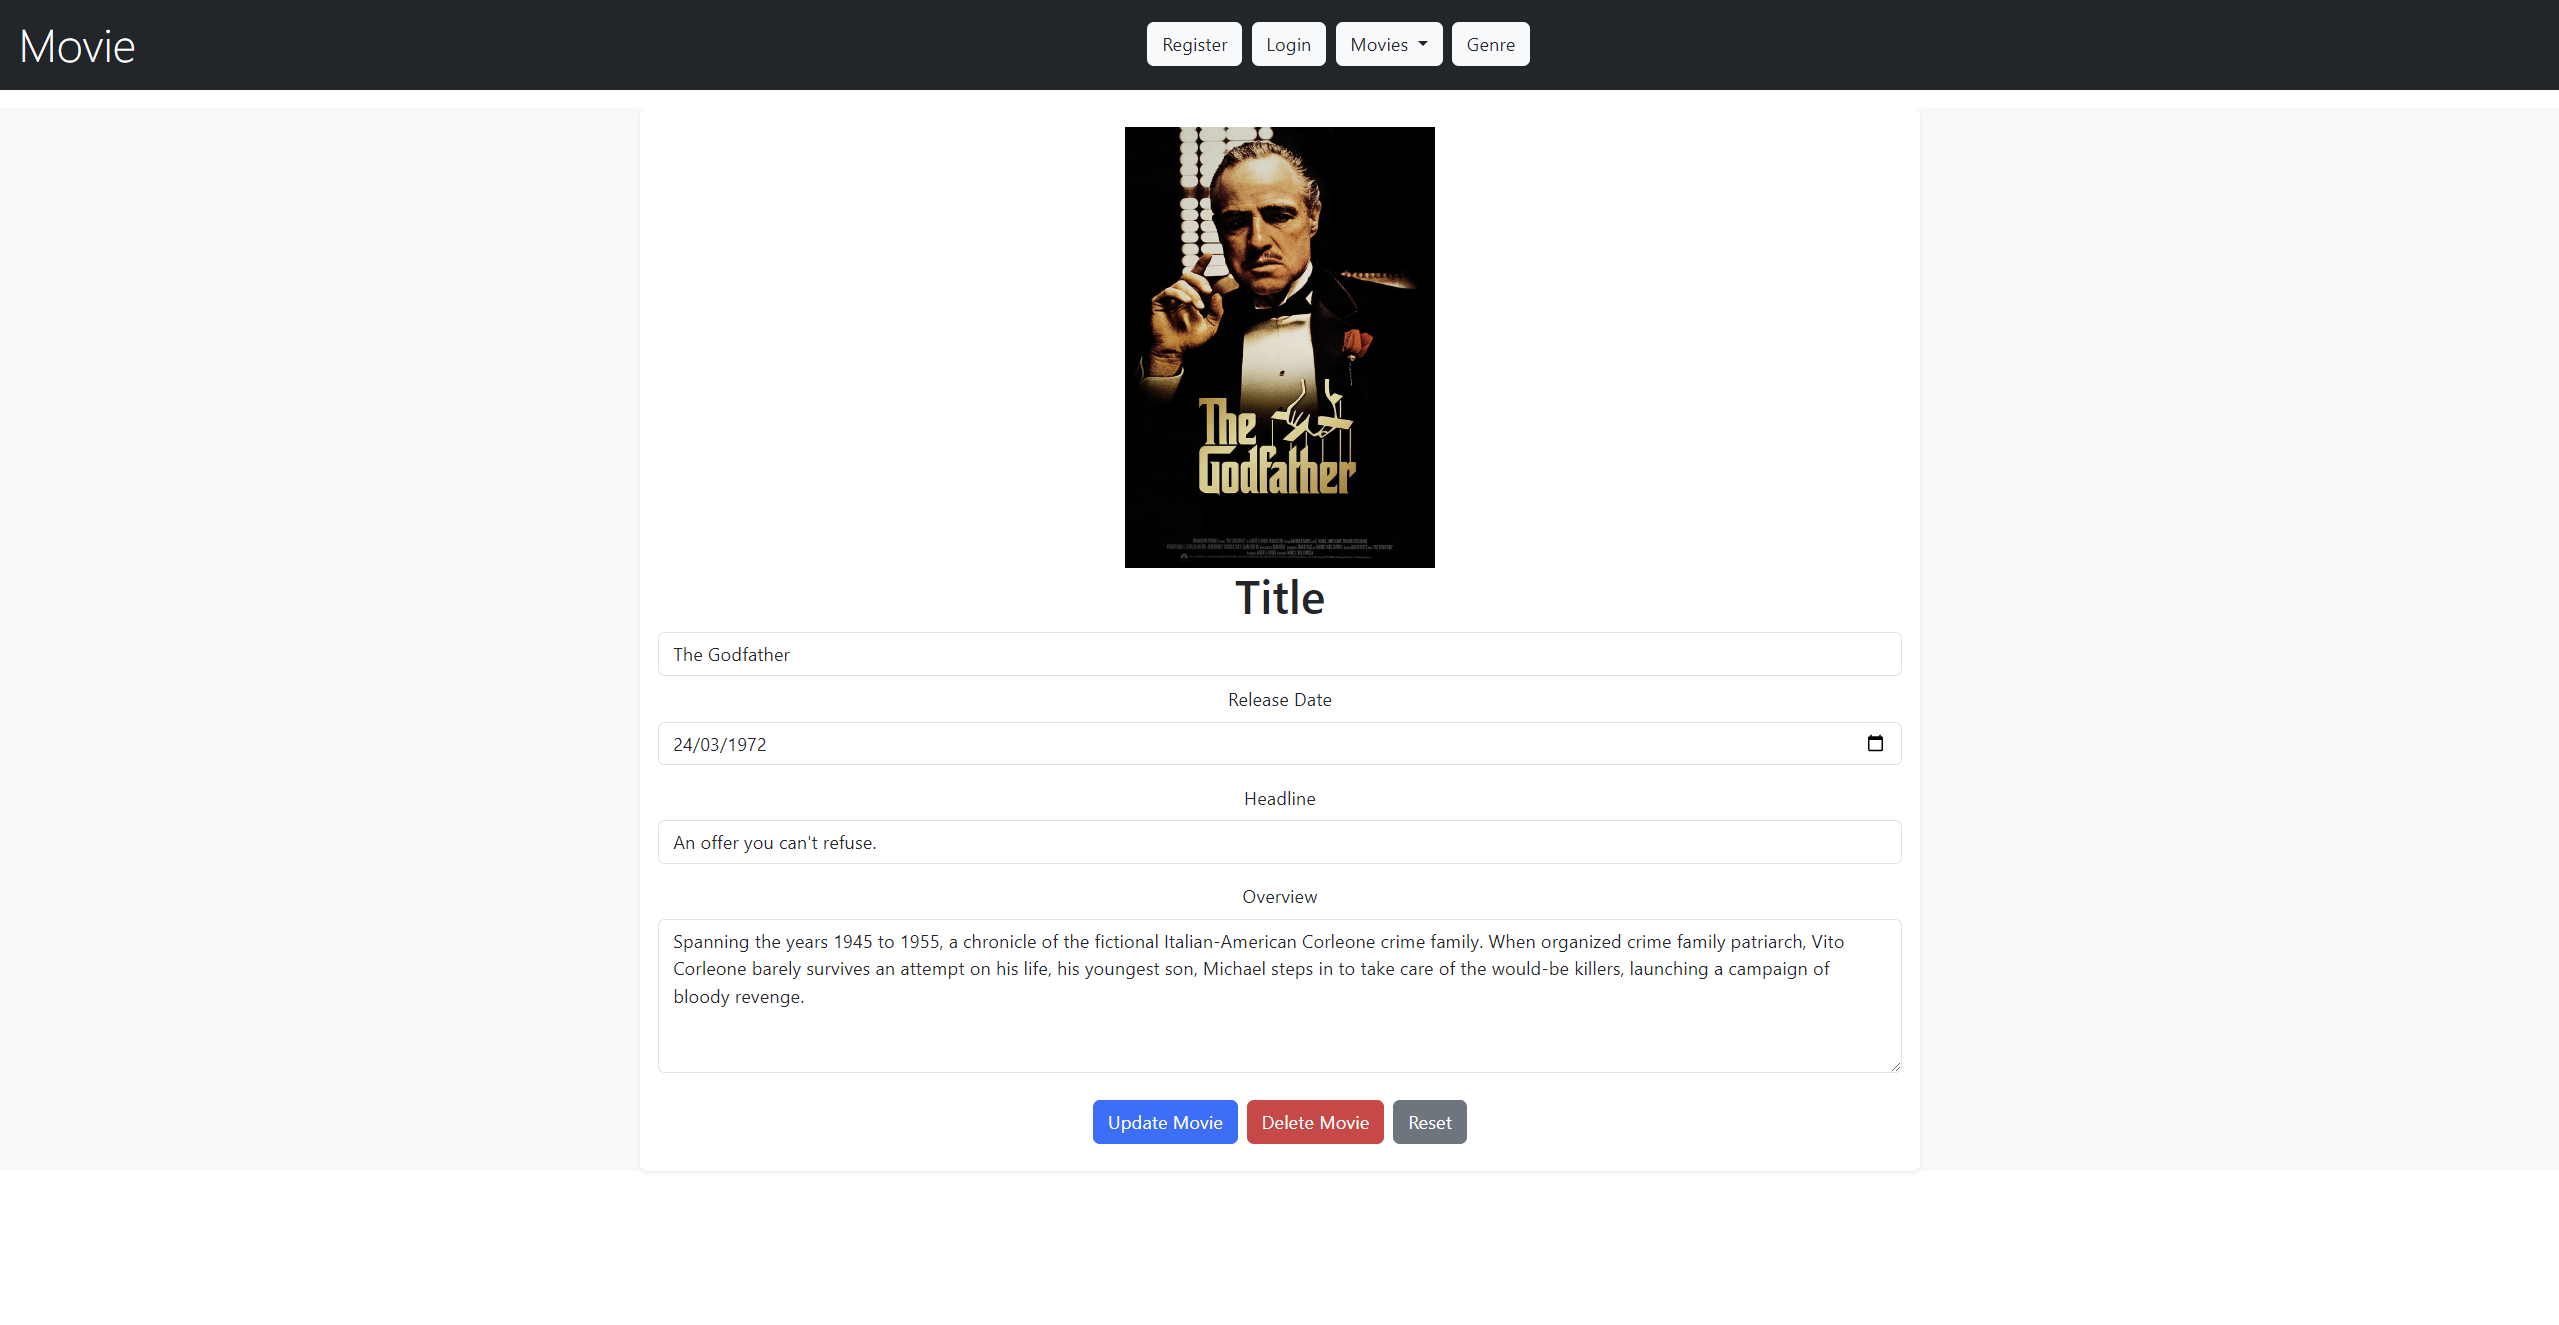 Movie
Register
Login
Movies
Genre
The
Godfather
Title
The Godfather
Release Date
24/03/1972
Headline
An offer you can't refuse.
Overview
Spanning the years 1945 to 1955, a chronicle of the fictional Italian-American Corleone crime family. When organized crime family patriarch, Vito
Corleone barely survives an attempt on his life, his youngest son, Michael steps in to take care of the would-be killers, launching a campaign of
bloody revenge.
Update Movie
Delete Movie
Reset